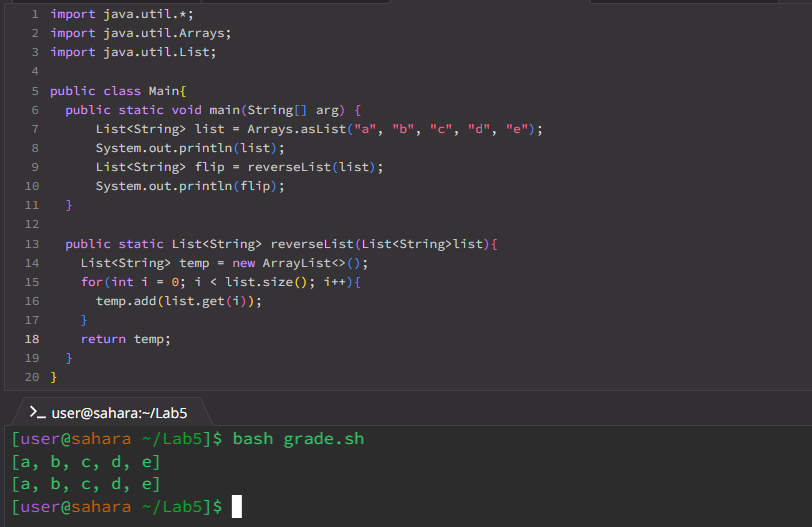 1 import java.util.*;
2 import java.util.Arrays;
3 import java.util.List;
4
5 public class Main{
6 public static void main(String[] arg) {
7 List<String> list = Arrays.asList("a", "b", "c", "d", "e");
8 System.out.println(list);
9 List<String> flip = reverseList(list);
10 System.out.println(flip);
11 }
12
13 public static List<String> reverseList(List<String>list){
14 List<String> temp = new ArrayList<>();
15 for(int i = 0; i < list.size(); i++){
16 temp.add(list.get(i));
17 }
18 return temp;
19 }
20 }
>_ user@sahara:~/Lab5
[user@sahara ~/Lab5]$ bash grade.sh
[a, b, c, d, e]
[a, b, c, d, e]
[user@sahara ~/Lab5]$